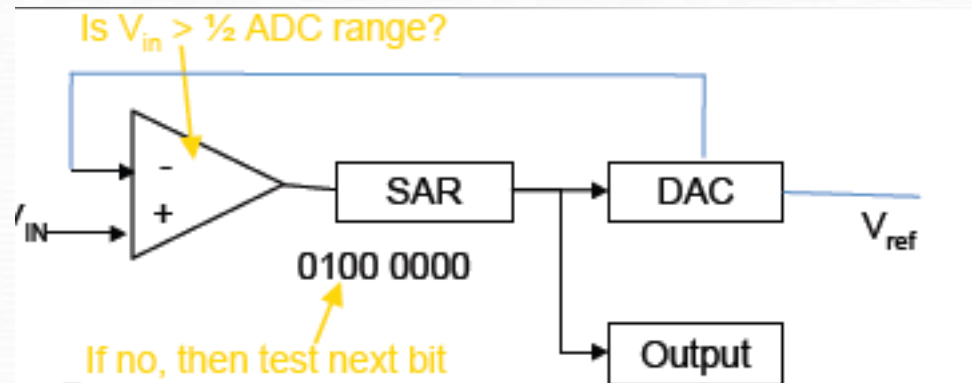 Is Vin > ½ ADC range?
-
SAR
DAC
+
VIN
Vref
0100 0000
If no, then test next bit
Output